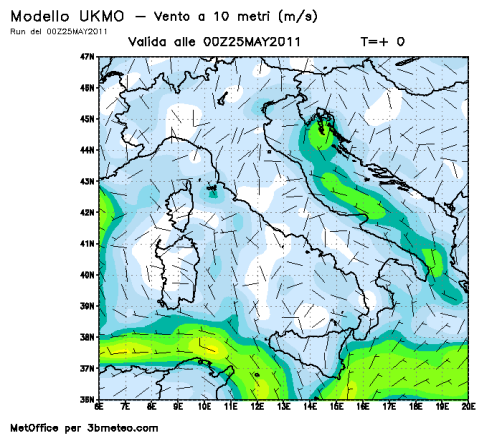 Modello UKMO – Vento a 10 metri (m/s)
Run del 00Z25MAY2011
Valida alle 00Z25MAY2011 T=+ 0
47N
46N
45N
44N
43N
42N
41N
40N
39N
38N
37N
36N
35N
6E 7E 8E 9E 10E 11E 12E 13E 14E 15E 16E 17E 18E 19E 20E
MetOffice per 3bmeteo.com